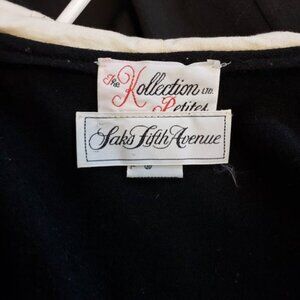 The
Kollection LTD.
Petites
Saks Fifth Avenue